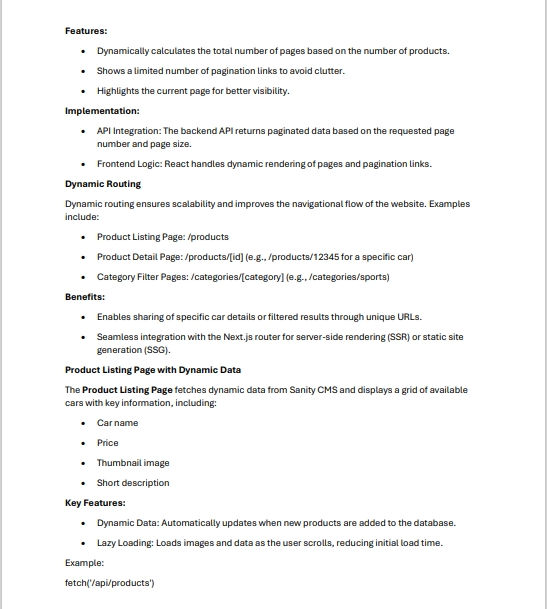 Features:
• Dynamically calculates the total number of pages based on the number of products.
• Shows a limited number of pagination links to avoid clutter.
• Highlights the current page for better visibility.
Implementation:
• API Integration: The backend API returns paginated data based on the requested page
number and page size.
• Frontend Logic: React handles dynamic rendering of pages and pagination links.
Dynamic Routing
Dynamic routing ensures scalability and improves the navigational flow of the website. Examples
include:
• Product Listing Page: /products
• Product Detail Page: /products/[id] (e.g., /products/12345 for a specific car)
• Category Filter Pages: /categories/[category] (e.g., /categories/sports)
Benefits:
• Enables sharing of specific car details or filtered results through unique URLs.
• Seamless integration with the Next.js router for server-side rendering (SSR) or static site
generation (SSG).
Product Listing Page with Dynamic Data
The Product Listing Page fetches dynamic data from Sanity CMS and displays a grid of available
cars with key information, including:
• Car name
• Price
• Thumbnail image
• Short description
Key Features:
• Dynamic Data: Automatically updates when new products are added to the database.
• Lazy Loading: Loads images and data as the user scrolls, reducing initial load time.
Example:
fetch('/api/products')